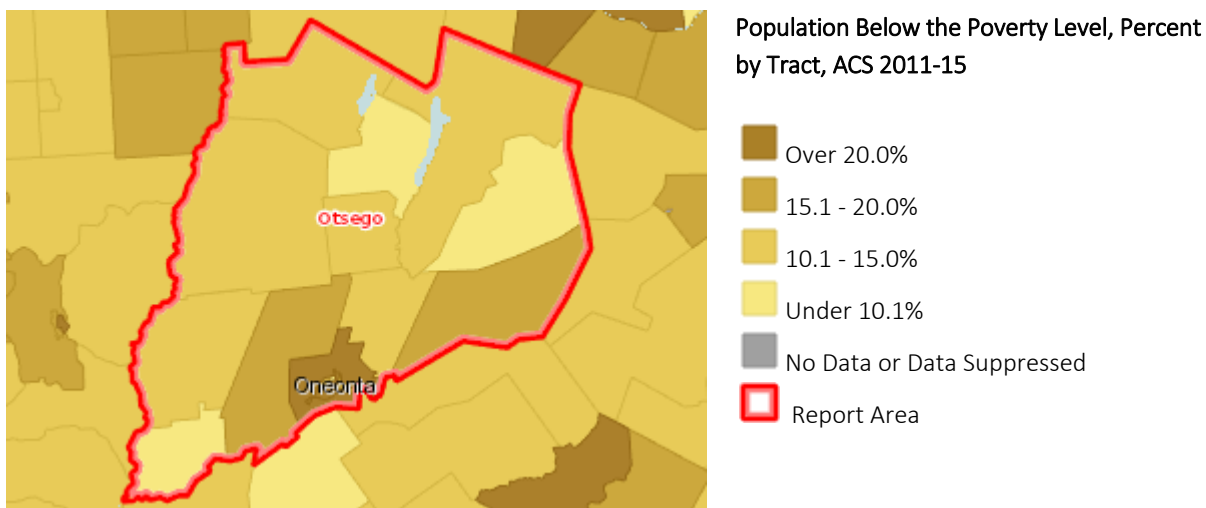 Population Below the Poverty Level, Percent
by Tract, ACS 2011-15
Over 20.0%
15.1 - 20.0%
Otsego
10.1 - 15.0%
Under 10.1%
No Data or Data Suppressed
Oneonta
Report Area